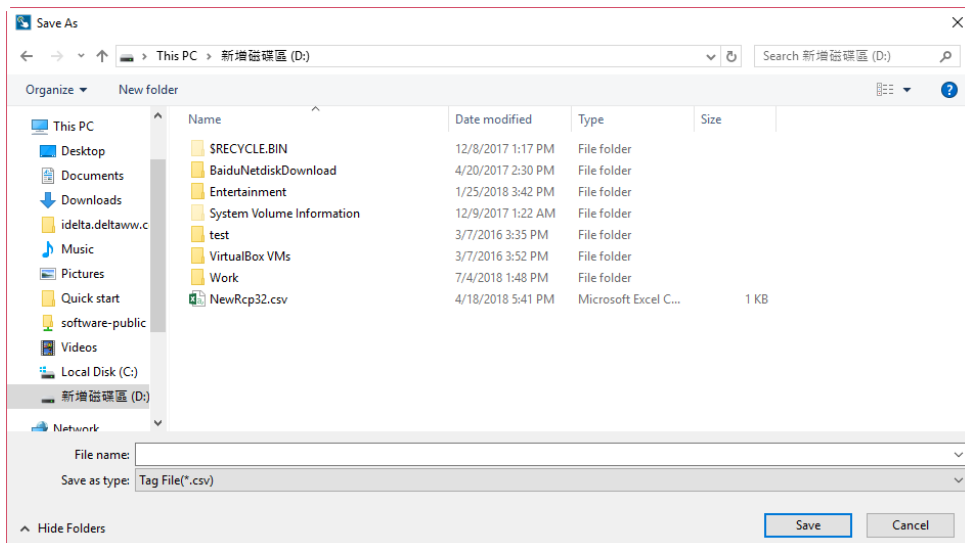 Save As
This PC › 新增磁碟區 (D:)
Search 新增磁碟區 (D:)
Organize
New folder
This PC
Desktop
Documents
Downloads
idelta.deltaww.c
Music
Pictures
Quick start
software-public
Videos
Local Disk (C:)
新增磁碟區 (D:)
Network
Name Date modified Type Size
$RECYCLE.BIN 12/8/2017 1:17 PM File folder
BaiduNetdiskDownload 4/20/2017 2:30 PM File folder
Entertainment 1/25/2018 3:42 PM File folder
System Volume Information 12/9/2017 1:22 AM File folder
test 3/7/2016 3:35 PM File folder
VirtualBox VMs 3/7/2016 3:52 PM File folder
Work 7/4/2018 1:48 PM File folder
NewRcp32.csv 4/18/2018 5:41 PM Microsoft Excel C... 1 KB
File name:
Save as type: Tag File(*.csv)
Hide Folders
Save
Cancel